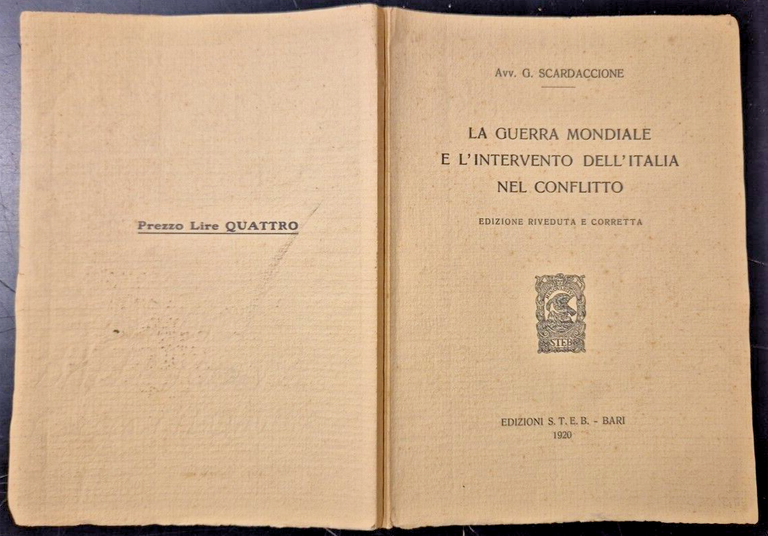 Prezzo Lire QUATTRO
Avv. G. SCARDACCIONE
LA GUERRA MONDIALE
E L'INTERVENTO DELL'ITALIA
NEL CONFLITTO
EDIZIONE RIVEDUTA E CORRETTA
STEB
EDIZIONI S. T. E. B. - BARI
1920